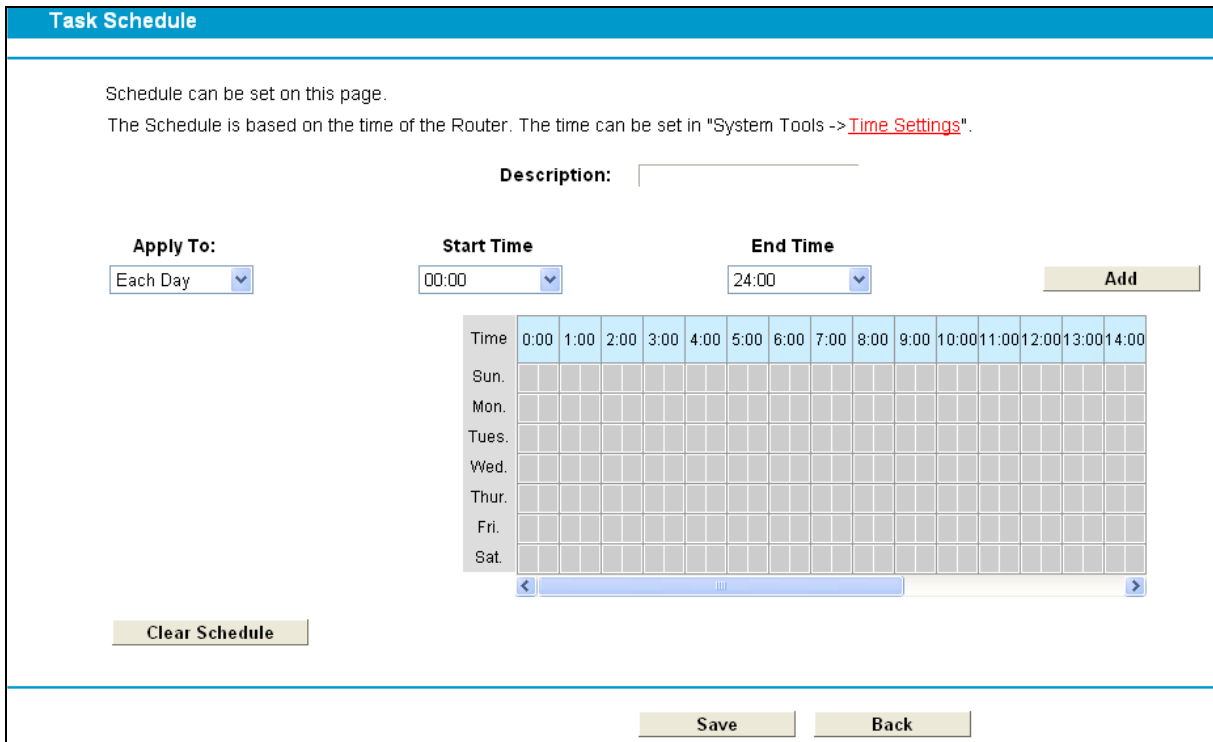 Task Schedule
Schedule can be set on this page.
The Schedule is based on the time of the Router. The time can be set in "System Tools ->Time Settings".
Description:
Apply To: Start Time End Time
Each Day 00:00 24:00 Add
Time 0:00 1:00 2:00 3:00 4:00 5:00 6:00 7:00 8:00 9:00 10:00 11:00 12:00 13:00 14:00
Sun.
Mon.
Tues.
Wed.
Thur.
Fri.
Sat.
Clear Schedule
Save Back